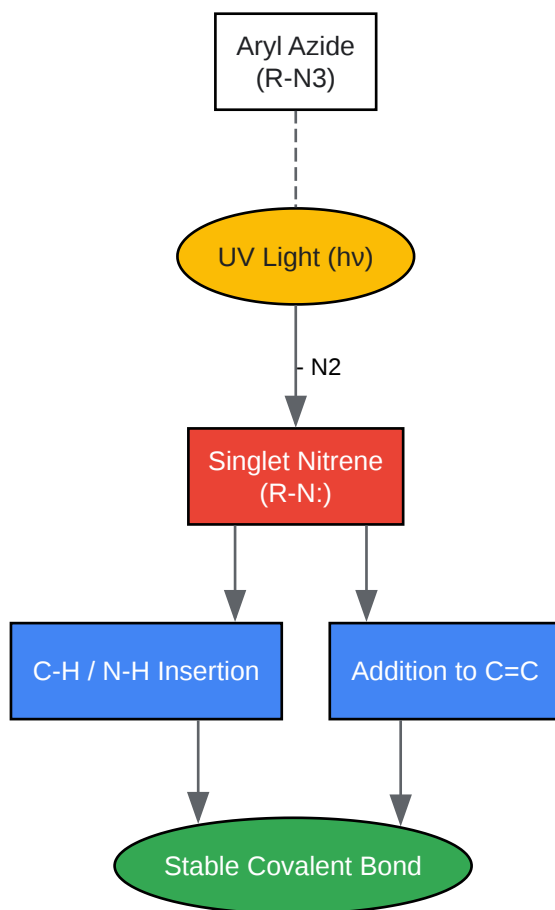 Aryl Azide
(R-N3)
UV Light (hν)
- N2
Singlet Nitrene
(R-N:)
C-H / N-H Insertion
Addition to C=C
Stable Covalent Bond